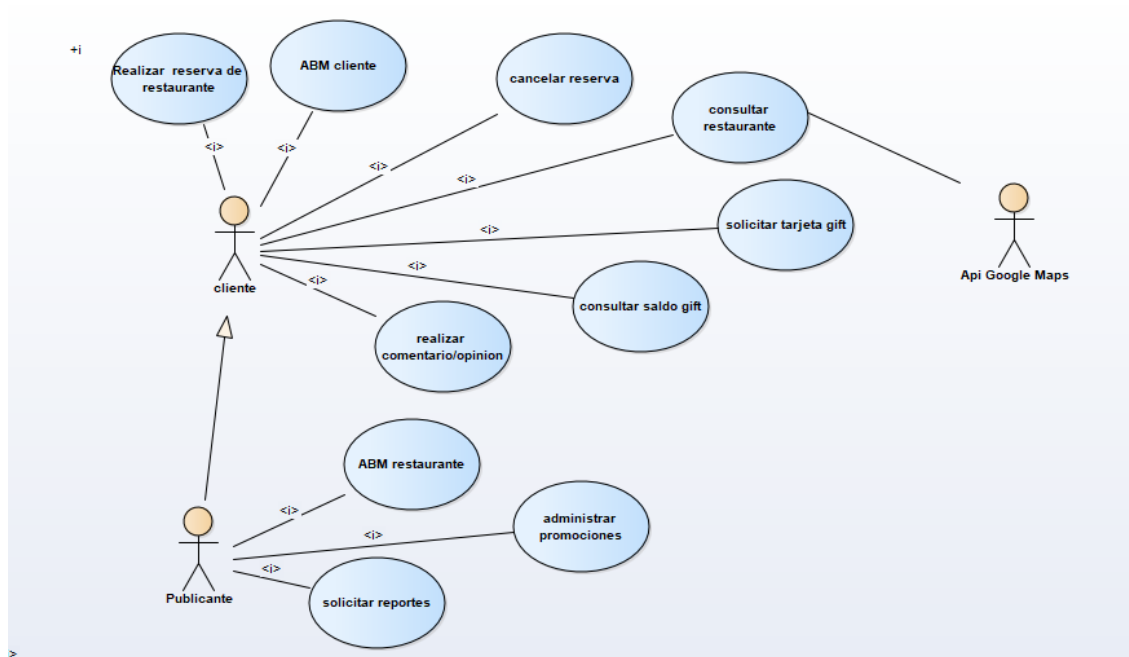 +i
Realizar reserva de
restaurante
ABM cliente
cancelar reserva
consultar
restaurante
<i>
<i>
<i>
<i>
<i>
solicitar tarjeta gift
Api Google Maps
cliente
<i>
<i>
consultar saldo gift
realizar
comentario/opinion
ABM restaurante
<i>
administrar
promociones
<i>
<i>
Publicante
solicitar reportes
>